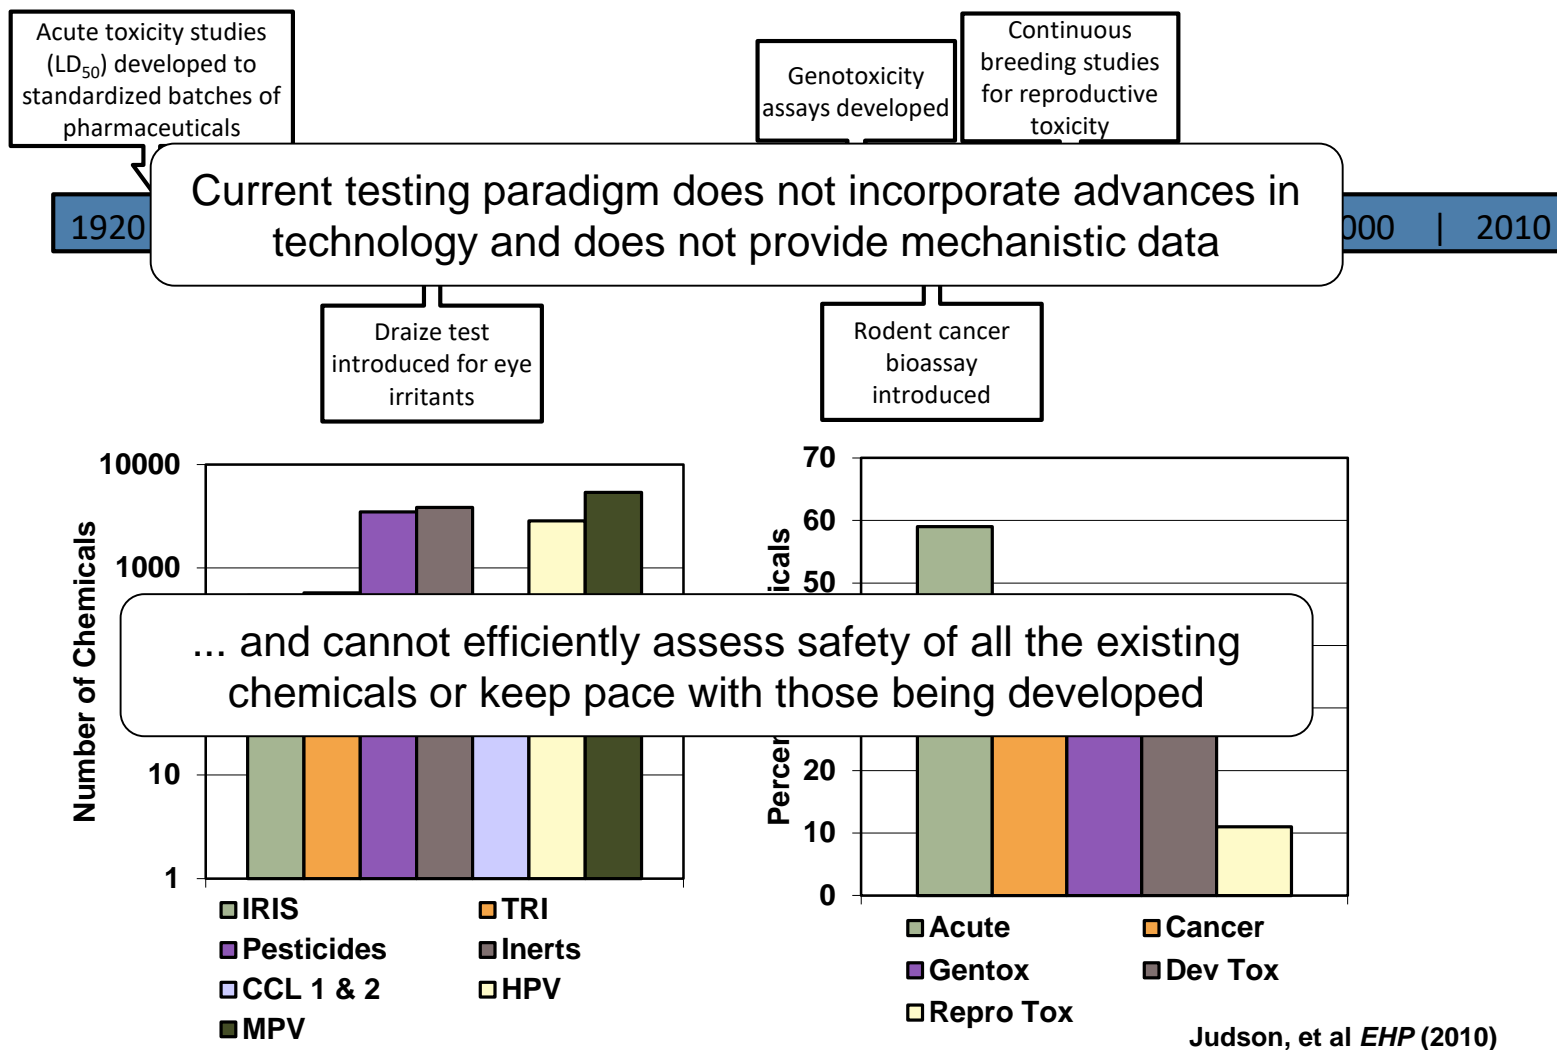 Acute toxicity studies
(LD50) developed to
standardized batches of
pharmaceuticals
Genotoxicity
assays developed
Continuous
breeding studies
for reproductive
toxicity
Current testing paradigm does not incorporate advances in
technology and does not provide mechanistic data
1920
000 | 2010
Draize test
introduced for eye
irritants
Rodent cancer
bioassay
introduced
10000
1000
10
1
Number of Chemicals
70
60
50
20
10
0
... and cannot efficiently assess safety of all the existing
chemicals or keep pace with those being developed
IRIS
TRI
Pesticides
Inerts
CCL 1 & 2
HPV
MPV
Acute
Cancer
Gentox
Dev Tox
Repro Tox
Judson, et al EHP (2010)